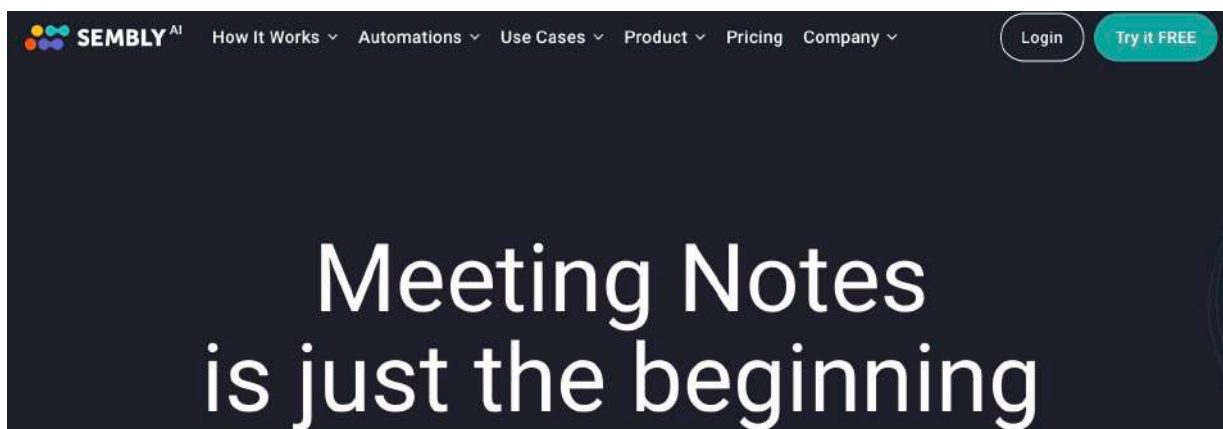 SEMBLY AI How It Works Automations Use Cases Product Pricing Company Login Try it FREE
Meeting Notes
is just the beginning